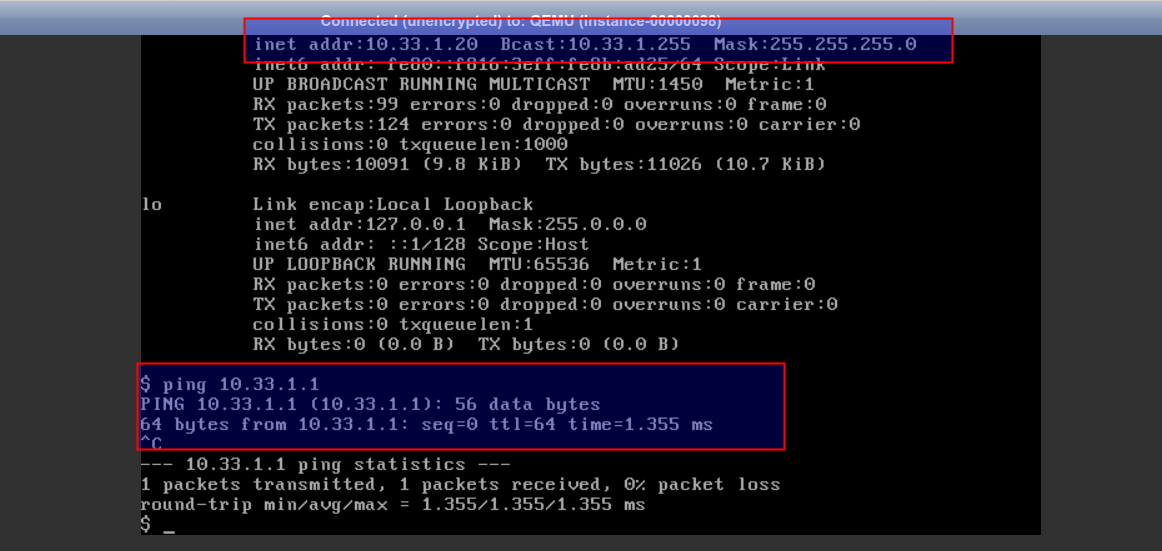 Connected (unencrypted) to: QEMU (instance-00000098)
inet addr:10.33.1.20  Bcast:10.33.1.255  Mask:255.255.255.0
inet6 addr: fe80::f816:3eff:fe8b:ad25/64 Scope:Link
UP BROADCAST RUNNING MULTICAST  MTU:1450  Metric:1
RX packets:99 errors:0 dropped:0 overruns:0 frame:0
TX packets:124 errors:0 dropped:0 overruns:0 carrier:0
collisions:0 txqueuelen:1000
RX bytes:10091 (9.8 KiB)  TX bytes:11026 (10.7 KiB)
lo        Link encap:Local Loopback
inet addr:127.0.0.1  Mask:255.0.0.0
inet6 addr: ::1/128 Scope:Host
UP LOOPBACK RUNNING  MTU:65536  Metric:1
RX packets:0 errors:0 dropped:0 overruns:0 frame:0
TX packets:0 errors:0 dropped:0 overruns:0 carrier:0
collisions:0 txqueuelen:1
RX bytes:0 (0.0 B)  TX bytes:0 (0.0 B)
$ ping 10.33.1.1
PING 10.33.1.1 (10.33.1.1): 56 data bytes
64 bytes from 10.33.1.1: seq=0 ttl=64 time=1.355 ms
^C
--- 10.33.1.1 ping statistics ---
1 packets transmitted, 1 packets received, 0% packet loss
round-trip min/avg/max = 1.355/1.355/1.355 ms
$ _